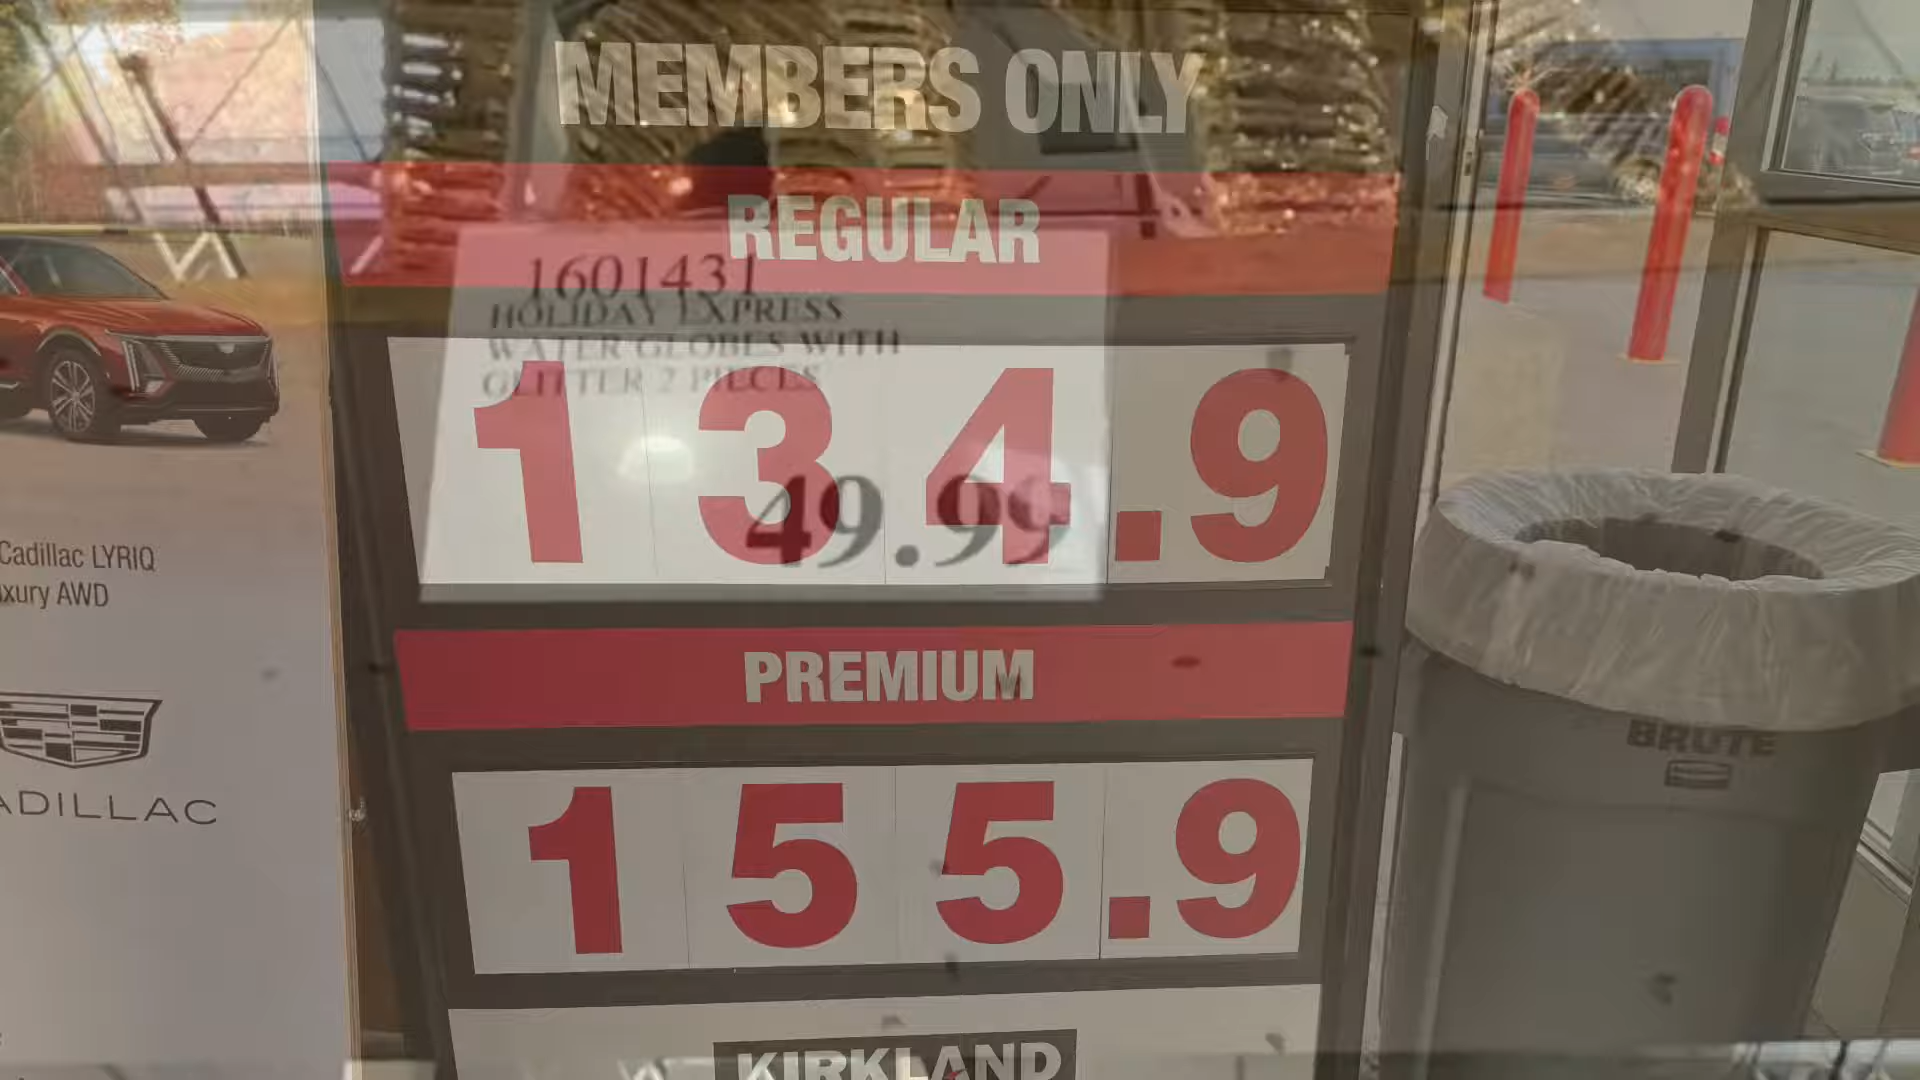 MEMBERS ONLY
REGULAR
1601431
HOLIDAY EXPRESS
WATER GLOBES WITH
GLITTER 2 PIECES
134.9
49.99
Cadillac LYRIQ
xury AWD
PREMIUM
BRUTE
ADILLAC
155.9
KIRKLAND